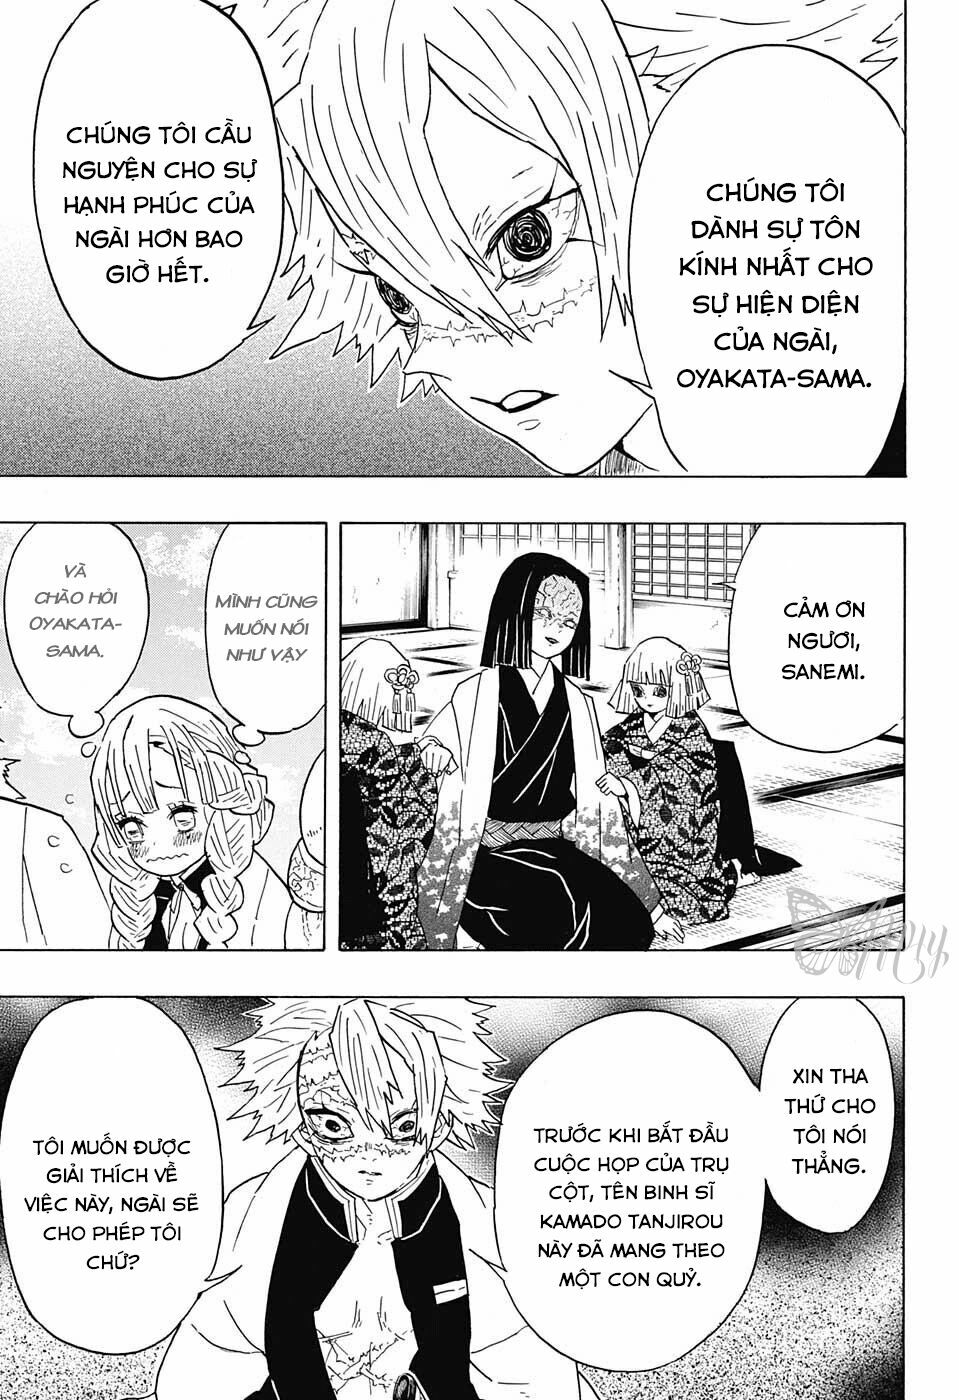 CHÚNG TÔI
DÀNH SỰ TÔN
KÍNH NHẤT CHO
SỰ HIỆN DIỆN
CỦA NGÀI,
OYAKATA-SAMA.
CHÚNG TÔI CẦU
NGUYỆN CHO SỰ
HẠNH PHÚC CỦA
NGÀI HƠN BAO
GIỜ HẾT.
CẢM ƠN
NGƯƠI,
SANEMI.
MÌNH CŨNG
MUỐN NÓI
NHƯ VẬY
VÀ
CHÀO HỎI
OYAKATA-
SAMA.
XIN THA
THỨ CHO
TÔI NÓI
THẲNG.
TRƯỚC KHI BẮT ĐẦU
CUỘC HỌP CỦA TRỤ
CỘT, TÊN BINH SĨ
KAMADO TANJIROU
NÀY ĐÃ MANG THEO
MỘT CON QUỶ.
TÔI MUỐN ĐƯỢC
GIẢI THÍCH VỀ
VIỆC NÀY, NGÀI SẼ
CHO PHÉP TÔI
CHỨ?